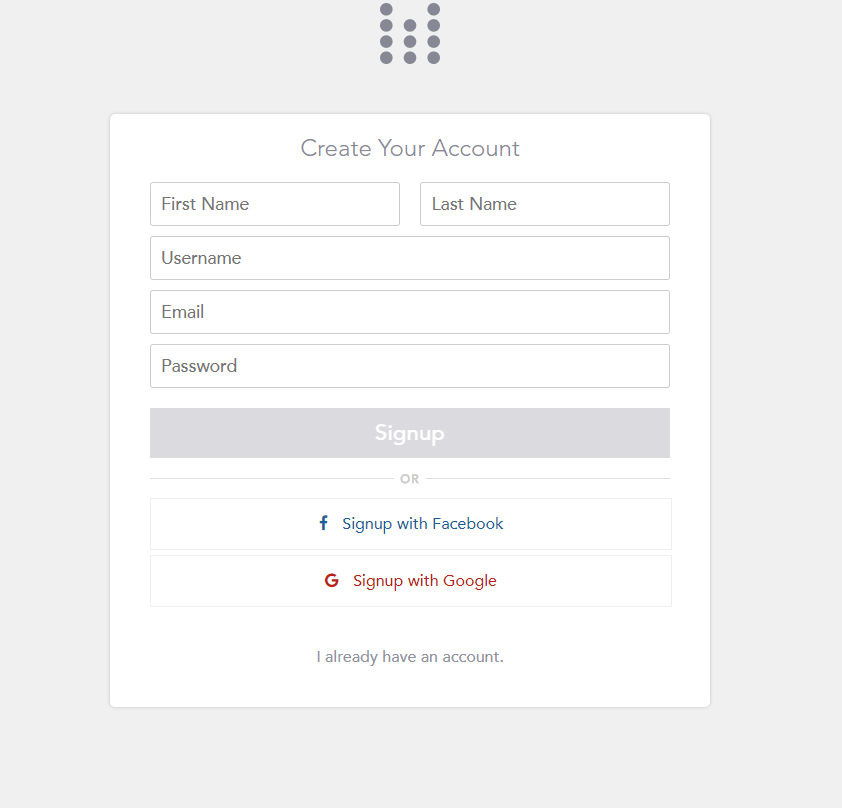 Create Your Account
First Name Last Name
Username
Email
Password
Signup
OR
Signup with Facebook
Signup with Google
I already have an account.